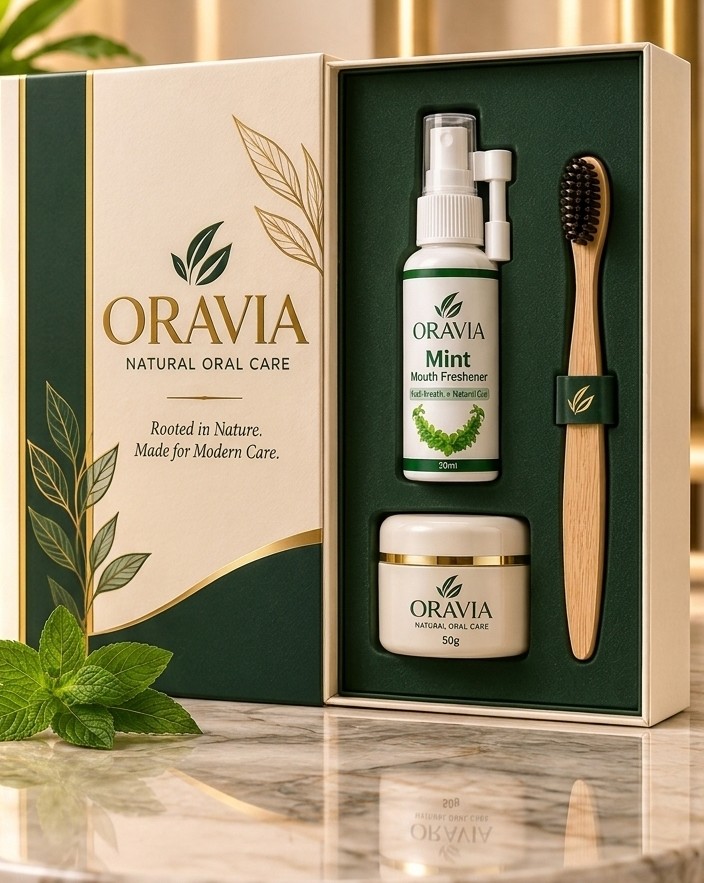 ORAVIA
NATURAL ORAL CARE
Rooted in Nature.
Made for Modern Care.
ORAVIA
Mint
Mouth Freshener
30ml
ORAVIA
NATURAL ORAL CARE
50g